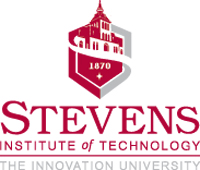 1870
STEVENS
INSTITUTE of TECHNOLOGY
THE INNOVATION UNIVERSITY